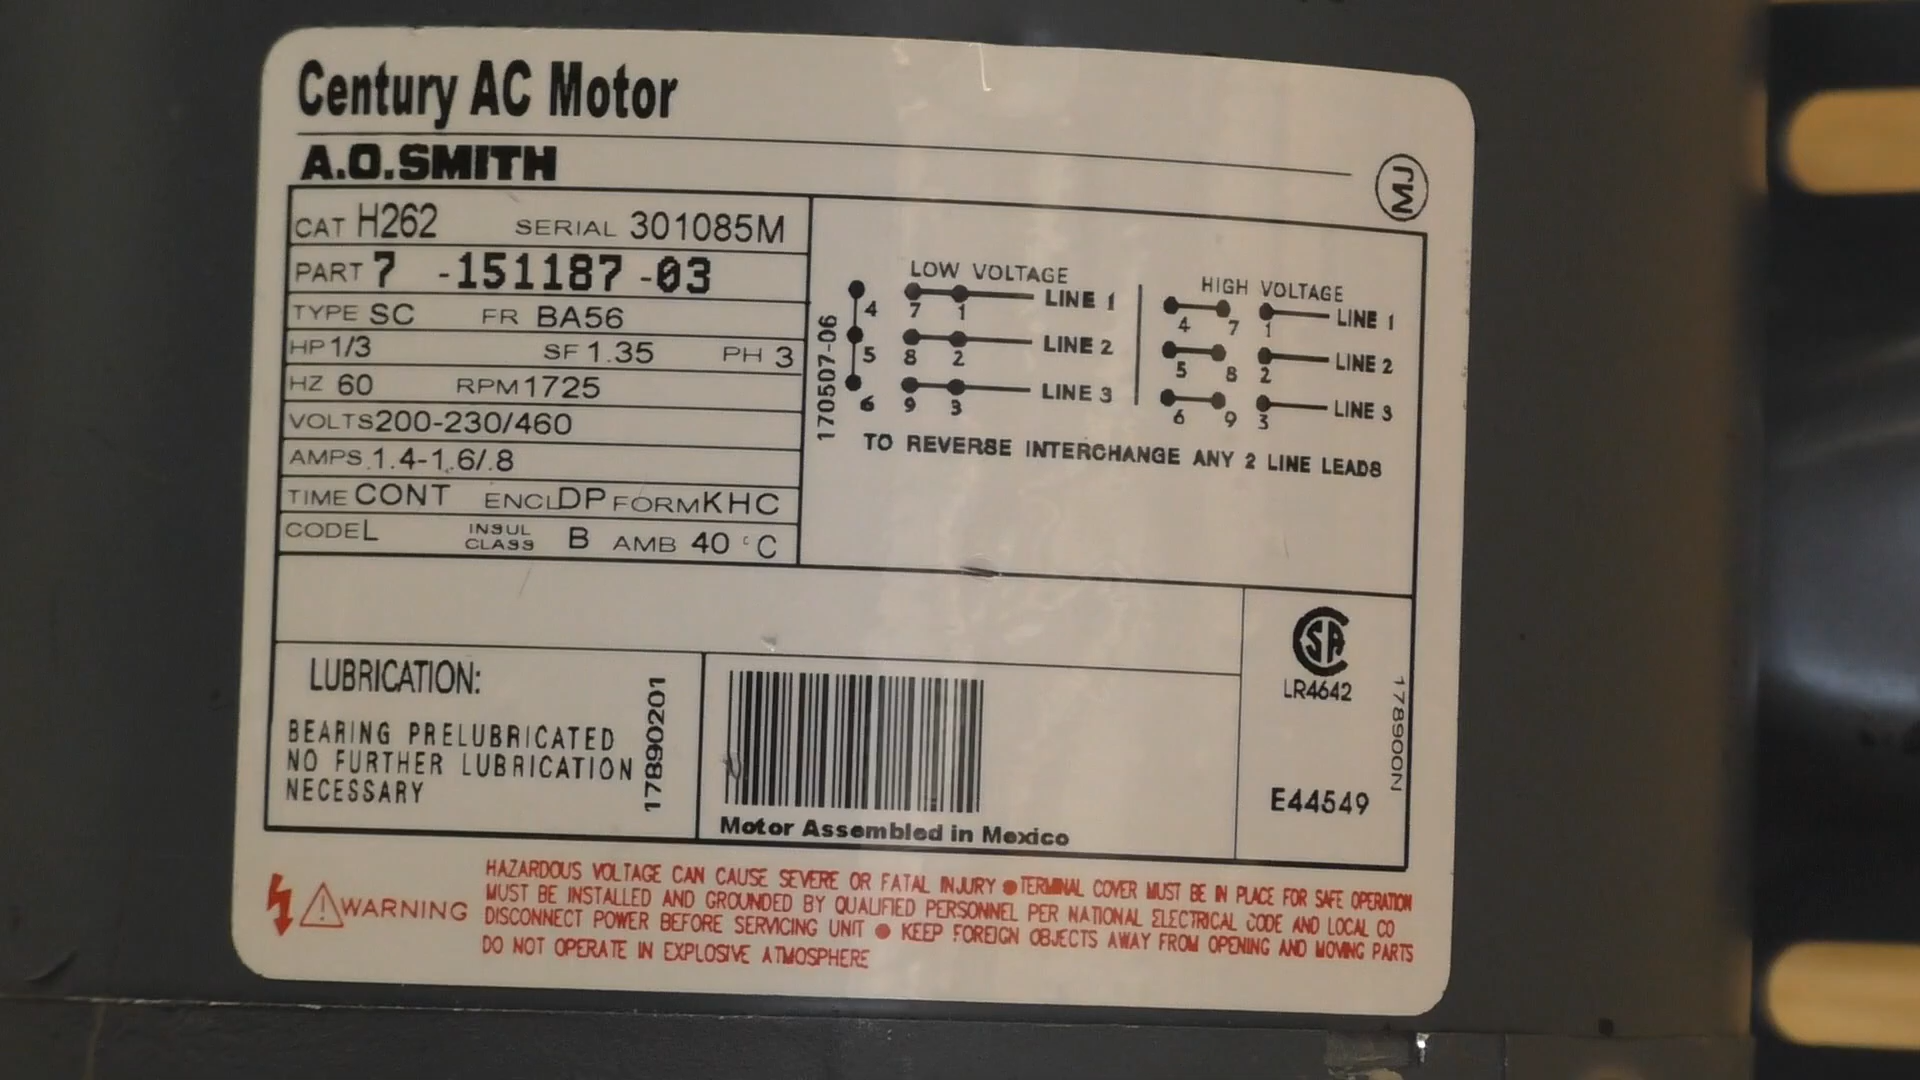 Century AC Motor
A.O.SMITH
MJ
CAT H262 SERIAL 301085M
PART 7 -151187-03
TYPE SC FR BA56
HP 1/3 SF 1.35 PH 3
HZ 60 RPM 1725
VOLTS 200-230/460
AMPS 1.4-1.6/.8
TIME CONT ENCL DP FORM KHC
CODE L INSUL CLASS B AMB 40 °C
170507-06
LOW VOLTAGE
4 7 1 LINE 1
5 8 2 LINE 2
6 9 3 LINE 3
HIGH VOLTAGE
4 7 1 LINE 1
5 8 2 LINE 2
6 9 3 LINE 3
TO REVERSE INTERCHANGE ANY 2 LINE LEADS
LUBRICATION:
BEARING PRELUBRICATED
NO FURTHER LUBRICATION
NECESSARY
17890201
Motor Assembled in Mexico
SA
LR4642
E44549
178900N
WARNING
HAZARDOUS VOLTAGE CAN CAUSE SEVERE OR FATAL INJURY ● TERMINAL COVER MUST BE IN PLACE FOR SAFE OPERATION
MUST BE INSTALLED AND GROUNDED BY QUALIFIED PERSONNEL PER NATIONAL ELECTRICAL CODE AND LOCAL CO
DISCONNECT POWER BEFORE SERVICING UNIT ● KEEP FOREIGN OBJECTS AWAY FROM OPENING AND MOVING PARTS
DO NOT OPERATE IN EXPLOSIVE ATMOSPHERE